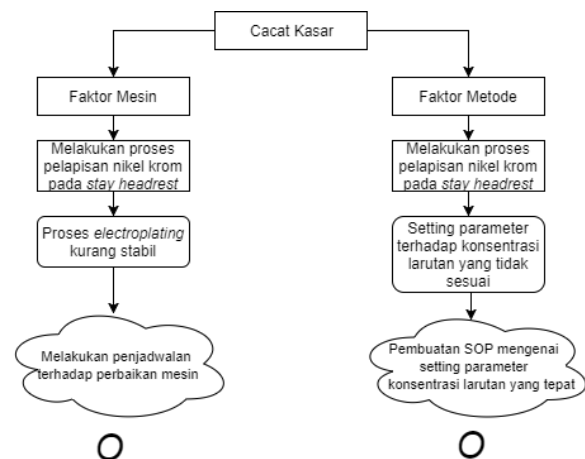 Cacat Kasar
Faktor Mesin
Faktor Metode
Melakukan proses
pelapisan nikel krom
pada stay headrest
Melakukan proses
pelapisan nikel krom
pada stay headrest
Proses electroplating
kurang stabil
Setting parameter
terhadap konsentrasi
larutan yang tidak
sesuai
Melakukan penjadwalan
terhadap perbaikan mesin
Pembuatan SOP mengenai
setting parameter
konsentrasi larutan yang tepat
O
O